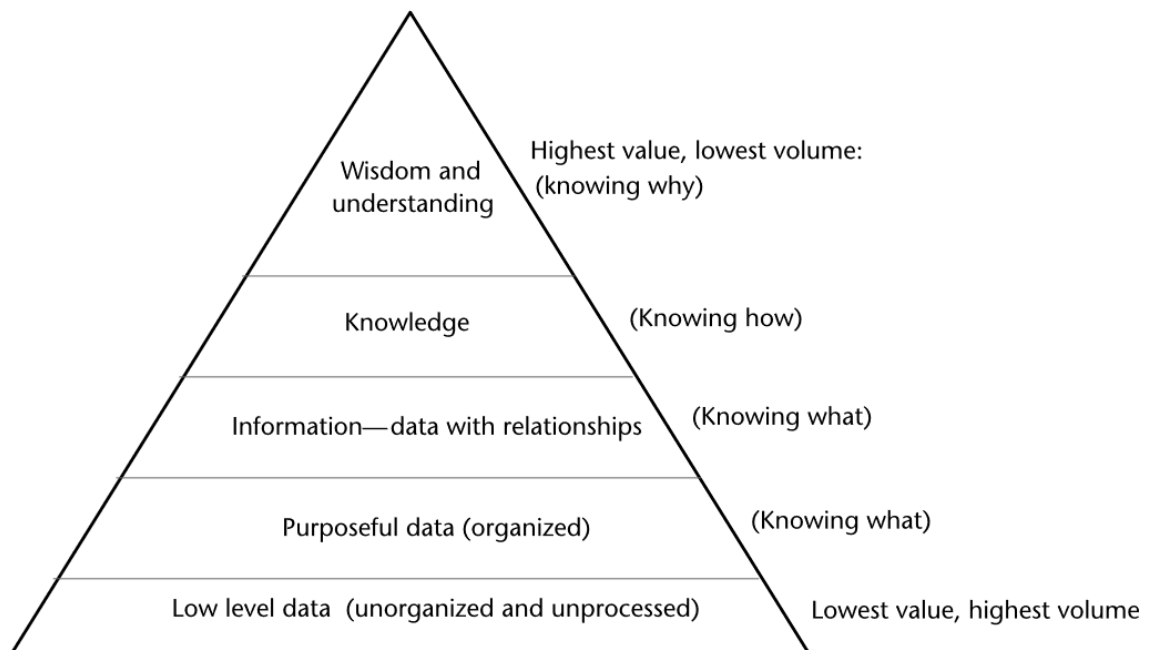 Wisdom and
understanding
Highest value, lowest volume:
(knowing why)
Knowledge
(Knowing how)
Information—data with relationships
(Knowing what)
Purposeful data (organized)
(Knowing what)
Low level data (unorganized and unprocessed)
Lowest value, highest volume